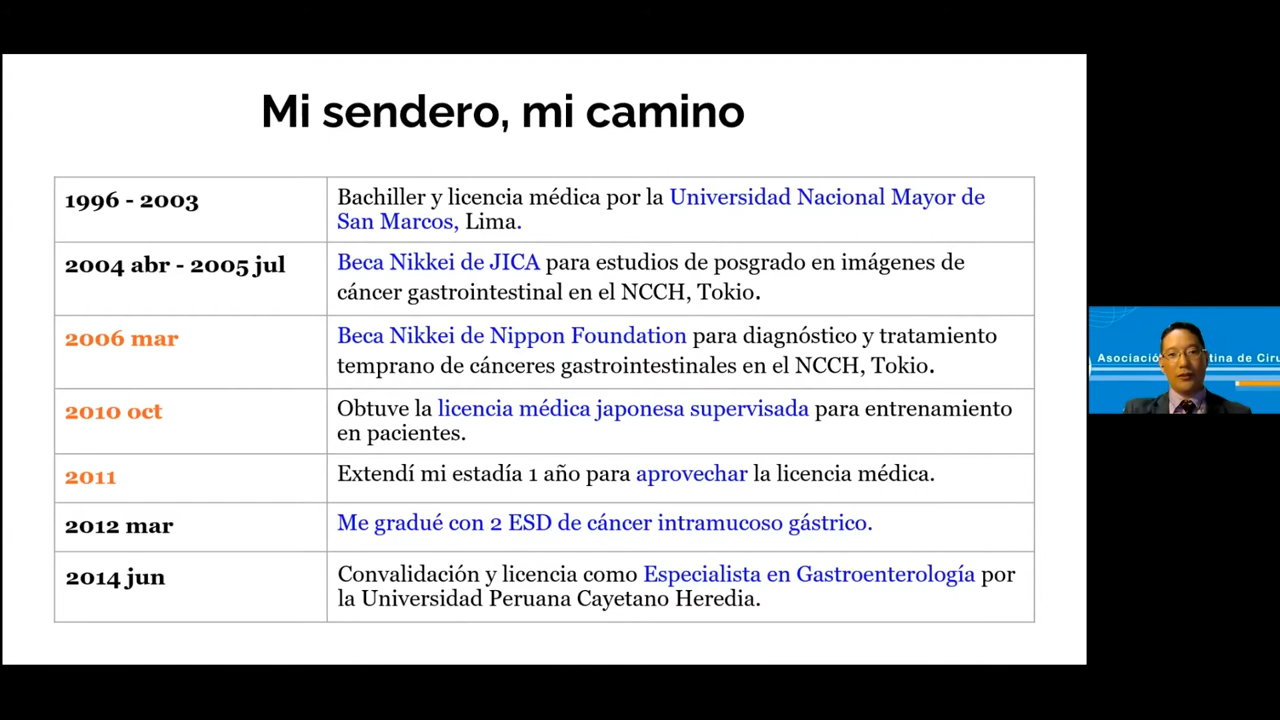 Mi sendero, mi camino
1996 - 2003
Bachiller y licencia médica por la Universidad Nacional Mayor de
San Marcos, Lima.
2004 abr - 2005 jul
Beca Nikkei de JICA para estudios de posgrado en imágenes de
cáncer gastrointestinal en el NCCH, Tokio.
2006 mar
Beca Nikkei de Nippon Foundation para diagnóstico y tratamiento
temprano de cánceres gastrointestinales en el NCCH, Tokio.
2010 oct
Obtuve la licencia médica japonesa supervisada para entrenamiento
en pacientes.
2011
Extendí mi estadía 1 año para aprovechar la licencia médica.
2012 mar
Me gradué con 2 ESD de cáncer intramucoso gástrico.
2014 jun
Convalidación y licencia como Especialista en Gastroenterología por
la Universidad Peruana Cayetano Heredia.
Asociació tina de Ciru